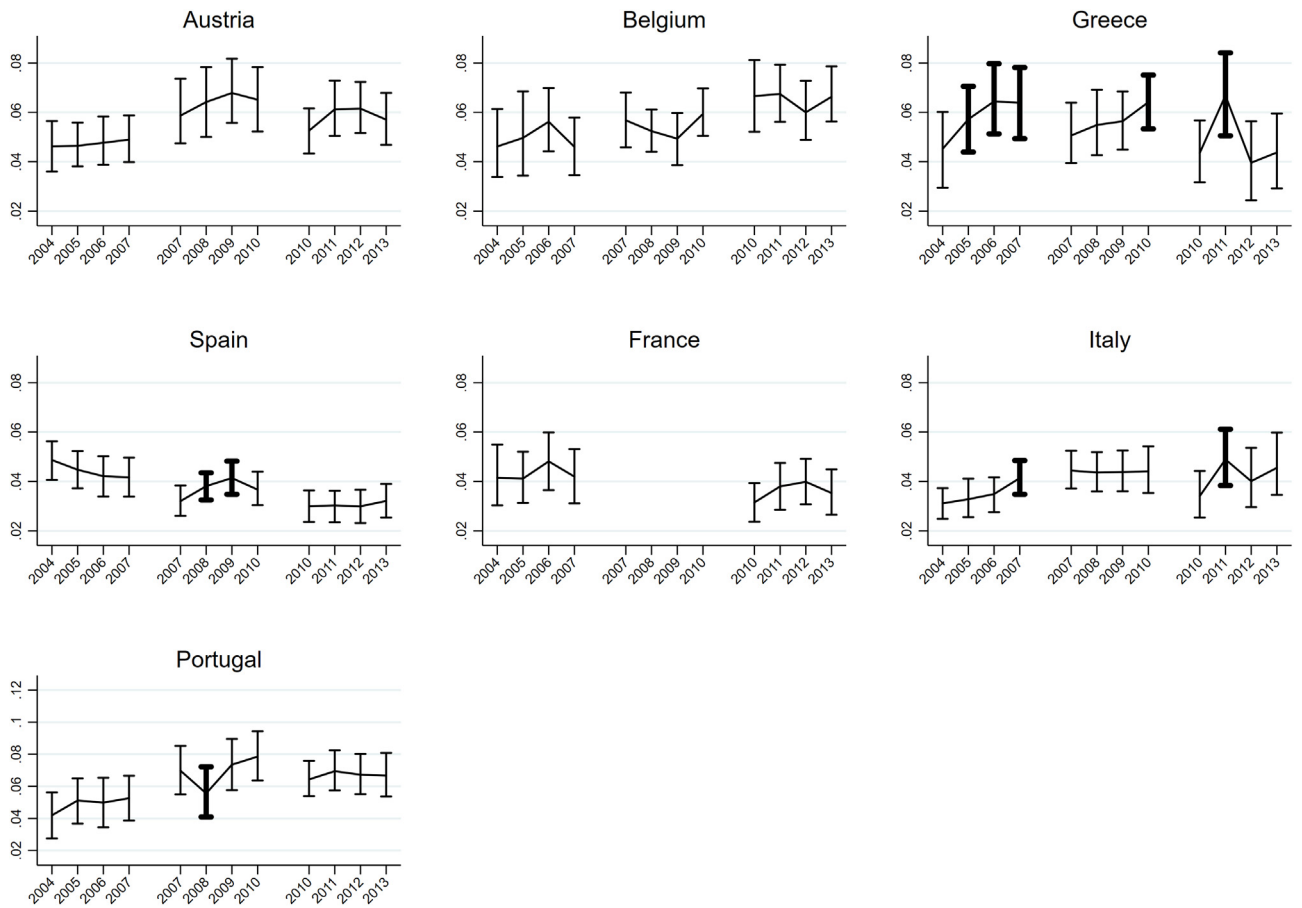 Austria Belgium Greece
.08 .08 .08
.06 .06 .06
.04 .04 .04
.02 .02 .02
2004 2005 2006 2007 2007 2008 2009 2010 2010 2011 2012 2013 2004 2005 2006 2007 2007 2008 2009 2010 2010 2011 2012 2013 2004 2005 2006 2007 2007 2008 2009 2010 2010 2011 2012 2013
Spain France Italy
.08 .08 .08
.06 .06 .06
.04 .04 .04
.02 .02 .02
2004 2005 2006 2007 2007 2008 2009 2010 2010 2011 2012 2013 2004 2005 2006 2007 2007 2008 2009 2010 2010 2011 2012 2013 2004 2005 2006 2007 2007 2008 2009 2010 2010 2011 2012 2013
Portugal
.12
.1
.08
.06
.04
.02
2004 2005 2006 2007 2007 2008 2009 2010 2010 2011 2012 2013